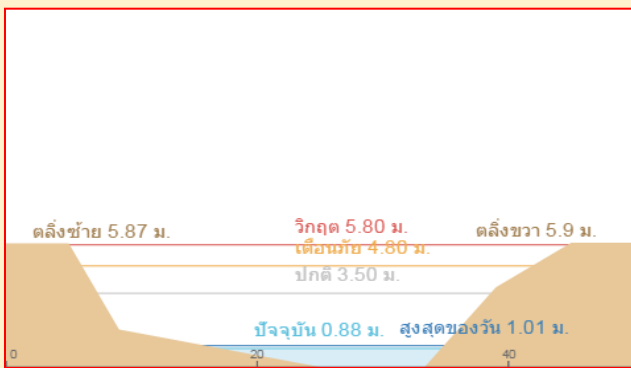 วิกฤต 5.80 ม.
ตลิ่งซ้าย 5.87 ม.
ตลิ่งขวา 5.9 ม.
เตือนภัย 4.80 ม.
ปกติ 3.50 ม.
ปัจจุบัน 0.88 ม.
สูงสุดของวัน 1.01 ม.
0
20
40